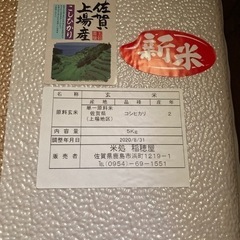 佐賀
上場産
こしひかり
新米
名称 玄米
産地 品種 産年
原料玄米 単一原料米
佐賀県 コシヒカリ 2
(上場地区)
内容量 5Kg
調整年月日 2020/8/31
販売者 米処 稲穂屋
佐賀県鹿島市浜町1219-1
℡(0954)-69-1551